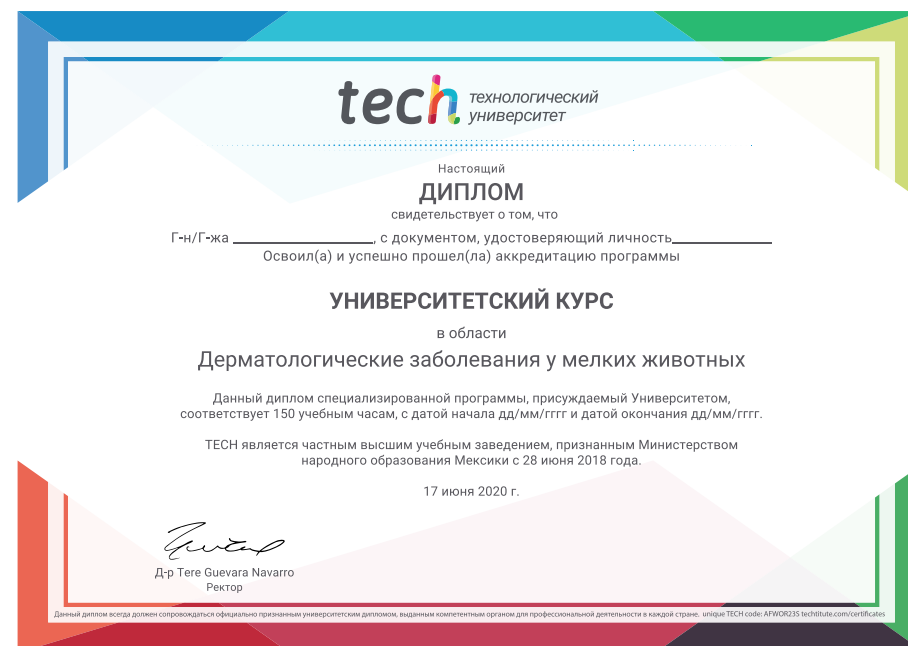 tech технологический
университет
Настоящий
ДИПЛОМ
свидетельствует о том, что
Г-н/Г-жа ____________, с документом, удостоверяющий личность____________
Освоил(а) и успешно прошел(ла) аккредитацию программы
УНИВЕРСИТЕТСКИЙ КУРС
в области
Дерматологические заболевания у мелких животных
Данный диплом специализированной программы, присуждаемый Университетом,
соответствует 150 учебным часам, с датой начала дд/мм/гггг и датой окончания дд/мм/гггг.
TECH является частным высшим учебным заведением, признанным Министерством
народного образования Мексики с 28 июня 2018 года.
17 июня 2020 г.
Д-р Tere Guevara Navarro
Ректор
Данный диплом всегда должен сопровождаться официально признанным университетским дипломом, выданным компетентным органом для профессиональной деятельности в каждой стране. unique TECH code: AFWOR23S techtitute.com/certificates